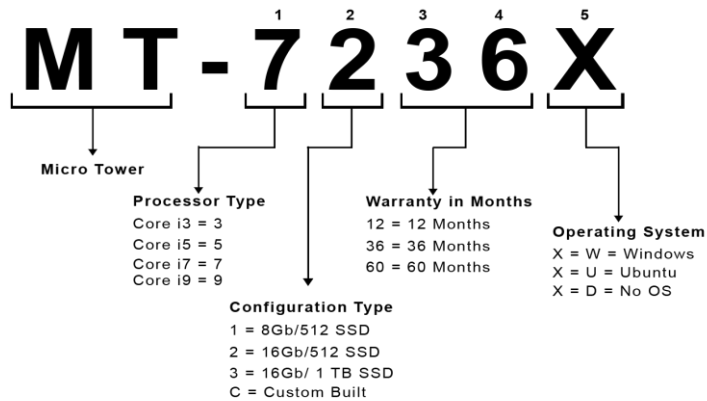 1 2 3 4 5
MT-7236X
Micro Tower
Processor Type
Core i3 = 3
Core i5 = 5
Core i7 = 7
Core i9 = 9
Configuration Type
1 = 8Gb/512 SSD
2 = 16Gb/512 SSD
3 = 16Gb/ 1 TB SSD
C = Custom Built
Warranty in Months
12 = 12 Months
36 = 36 Months
60 = 60 Months
Operating System
X = W = Windows
X = U = Ubuntu
X = D = No OS